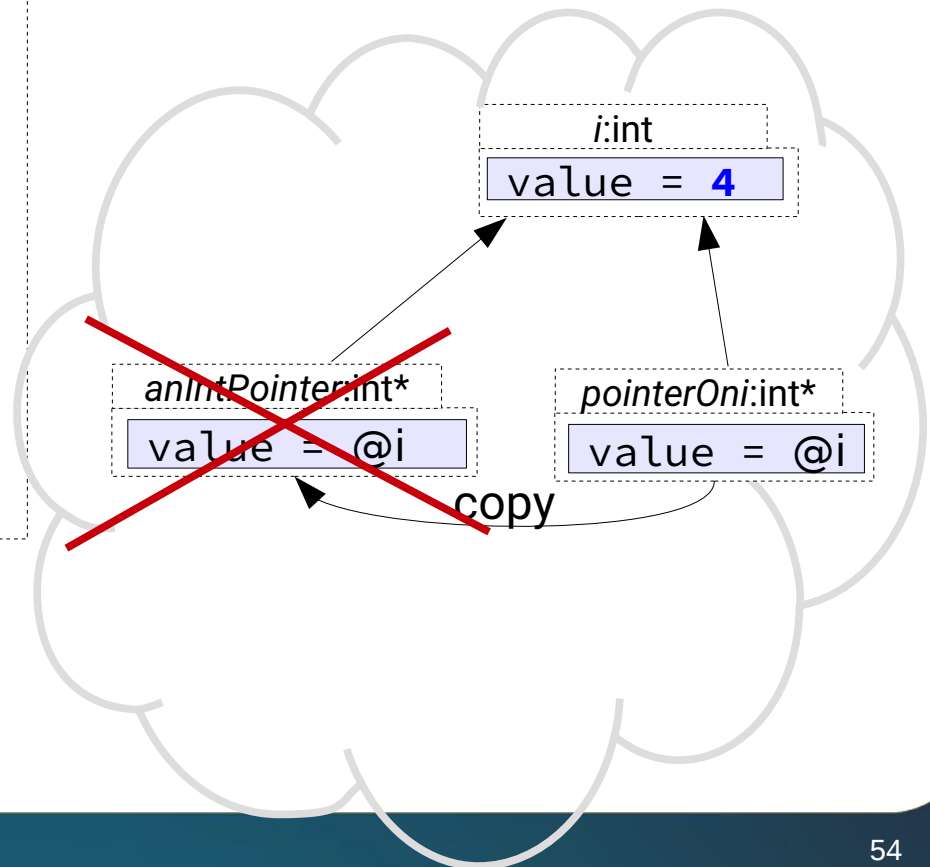 i:int
value = 4
anIntPointer:int*
value = @i
pointerOni:int*
value = @i
copy
54